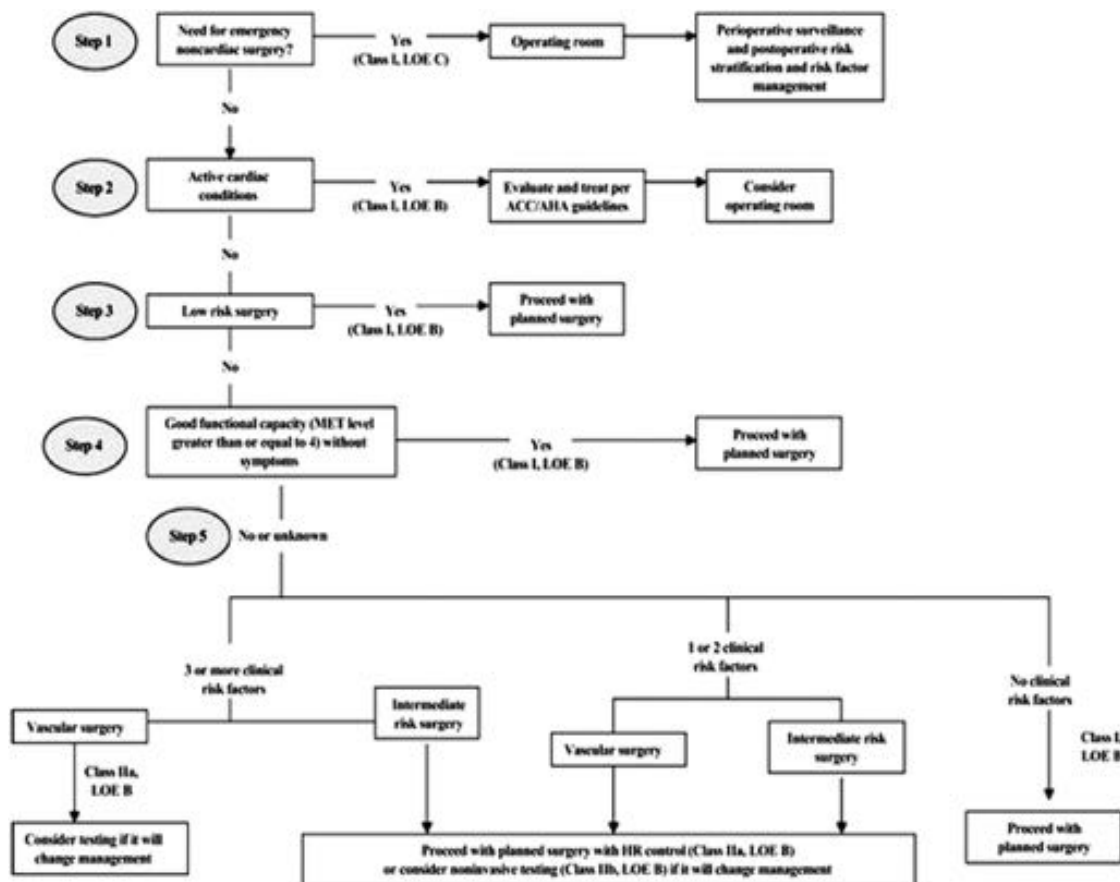 Step 1
Need for emergency
noncardiac surgery?
Yes
(Class I, LOE C)
Operating room
Perioperative surveillance
and postoperative risk
stratification and risk factor
management
No
Step 2
Active cardiac
conditions
Yes
(Class I, LOE B)
Evaluate and treat per
ACC/AHA guidelines
Consider
operating room
No
Step 3
Low risk surgery
Yes
(Class I, LOE B)
Proceed with
planned surgery
No
Step 4
Good functional capacity (MET level
greater than or equal to 4) without
symptoms
Yes
(Class I, LOE B)
Proceed with
planned surgery
Step 5
No or unknown
3 or more clinical
risk factors
1 or 2 clinical
risk factors
No clinical
risk factors
Vascular surgery
Intermediate
risk surgery
Vascular surgery
Intermediate risk
surgery
Class IIa,
LOE B
Class I,
LOE B
Consider testing if it will
change management
Proceed with planned surgery with HR control (Class IIa, LOE B)
or consider noninvasive testing (Class IIb, LOE B) if it will change management
Proceed with
planned surgery